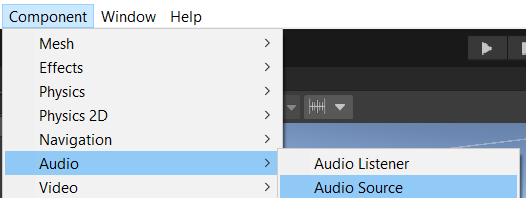 Component Window Help
Mesh
Effects
Physics
Physics 2D
Navigation
Audio
Audio Listener
Video
Audio Source